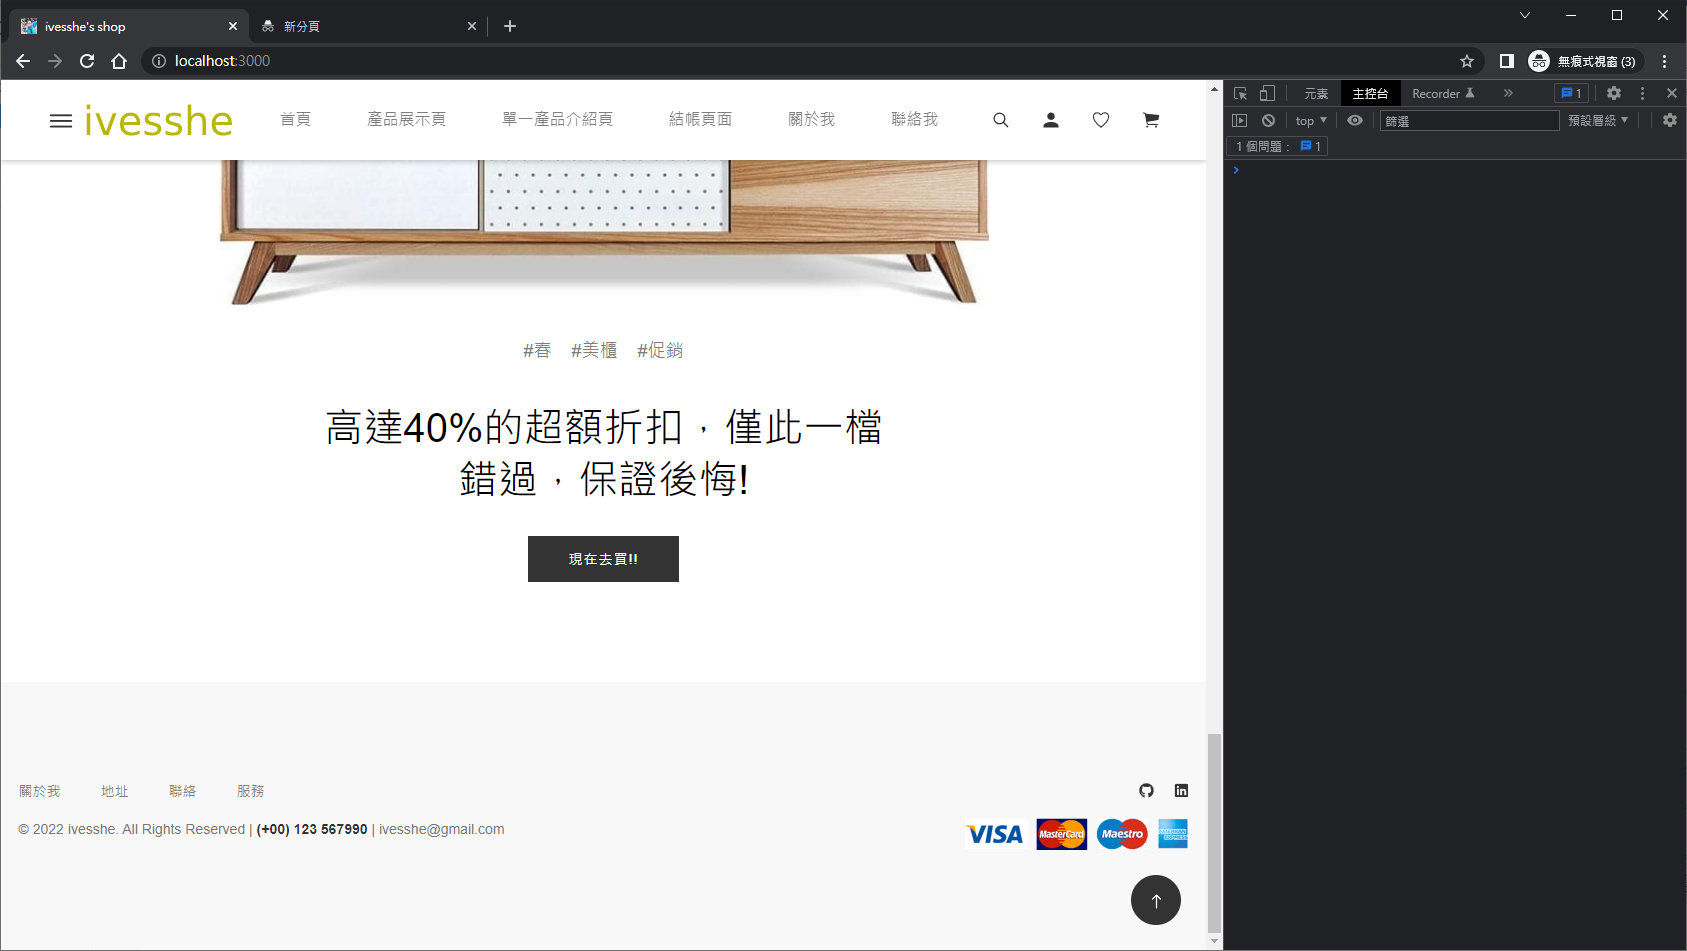 ivesshe's shop
新分頁
localhost:3000
無痕式視窗 (3)
ivesshe
首頁 產品展示頁 單一產品介紹頁 結帳頁面 關於我 聯絡我
元素 主控台 Recorder 1
top 篩選 預設層級
1 個問題： 1
#春 #美櫃 #促銷
高達40%的超額折扣，僅此一檔
錯過，保證後悔!
現在去買!!
關於我 地址 聯絡 服務
© 2022 ivesshe. All Rights Reserved | (+00) 123 567990 | ivesshe@gmail.com
VISA MasterCard Maestro AMERICAN EXPRESS